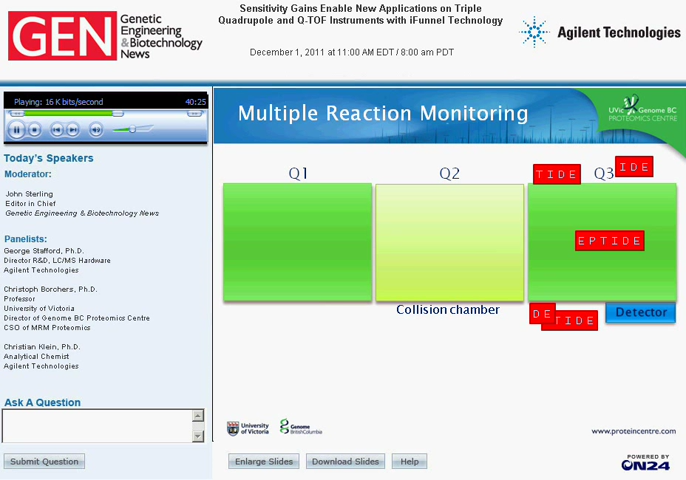 GEN
Genetic
Engineering
& Biotechnology
News
Sensitivity Gains Enable New Applications on Triple
Quadrupole and Q-TOF Instruments with iFunnel Technology
December 1, 2011 at 11:00 AM EDT / 8:00 am PDT
Agilent Technologies
Playing: 16 K bits/second
40:25
Today's Speakers
Moderator:
John Sterling
Editor in Chief
Genetic Engineering & Biotechnology News
Panelists:
George Stafford, Ph.D.
Director R&D, LC/MS Hardware
Agilent Technologies
Christoph Borchers, Ph.D.
Professor
University of Victoria
Director of Genome BC Proteomics Centre
CSO of MRM Proteomics
Christian Klein, Ph.D.
Analytical Chemist
Agilent Technologies
Ask A Question
Submit Question
Multiple Reaction Monitoring
UVic Genome BC
PROTEOMICS CENTRE
Q1
Q2
Q3
TIDE
IDE
EPTIDE
DE
TIDE
Detector
Collision chamber
University
of Victoria
Genome
BritishColumbia
www.proteincentre.com
Enlarge Slides
Download Slides
Help
POWERED BY
ON24